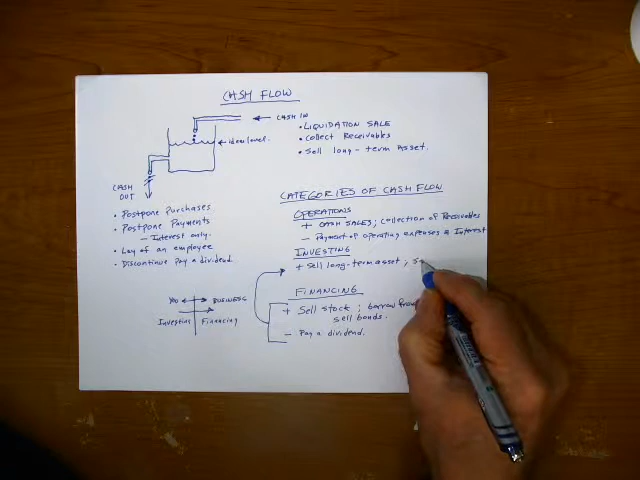 CASH FLOW
CASH IN
ideal level.
• LIQUIDATION SALE
• Collect Receivables
• Sell long-term Asset.
CASH
OUT
• Postpone Purchases
• Postpone Payments
— Interest only.
• Lay of an employee
• Discontinue Pay a dividend
You BUSINESS
Investing Financing
CATEGORIES OF CASH FLOW
OPERATIONS
+ CASH SALES; collection of Receivables
— Payment of operating expenses & Interest
INVESTING
+ Sell long-term asset ;
FINANCING
+ Sell stock ; borrow from
sell bonds.
— Pay a dividend.